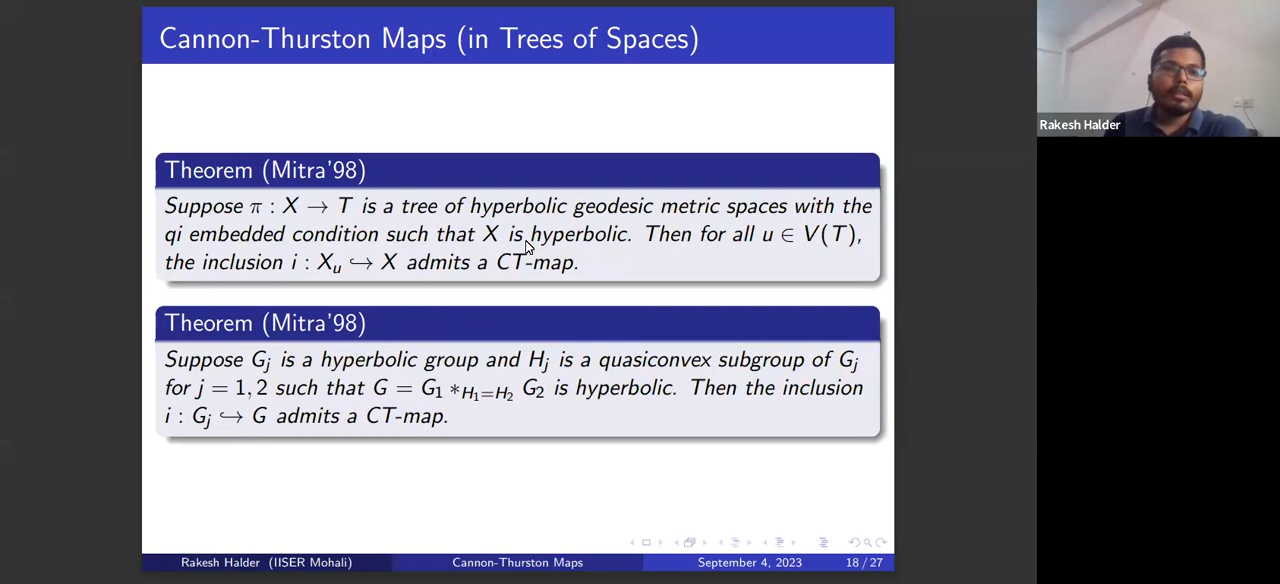 Cannon-Thurston Maps (in Trees of Spaces)
Theorem (Mitra'98)
Suppose π : X → T is a tree of hyperbolic geodesic metric spaces with the
qi embedded condition such that X is hyperbolic. Then for all u ∈ V(T),
the inclusion i : X_u ↪ X admits a CT-map.
Theorem (Mitra'98)
Suppose G_j is a hyperbolic group and H_j is a quasiconvex subgroup of G_j
for j = 1, 2 such that G = G_1 *_{H_1=H_2} G_2 is hyperbolic. Then the inclusion
i : G_j ↪ G admits a CT-map.
Rakesh Halder (IISER Mohali) Cannon-Thurston Maps September 4, 2023 18 / 27
Rakesh Halder